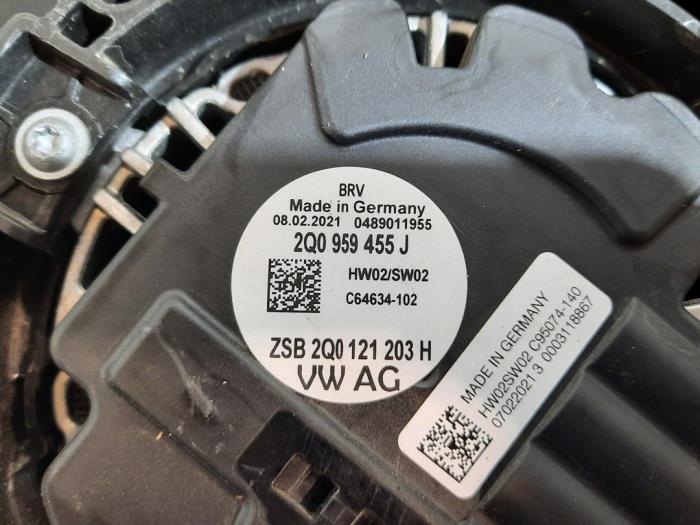 BRV
Made in Germany
08.02.2021 0489011955
2Q0 959 455 J
HW02/SW02
C64634-102
ZSB 2Q0 121 203 H
VW AG
MADE IN GERMANY
HW02SW02 C95074-140
07022021 3 0003118867